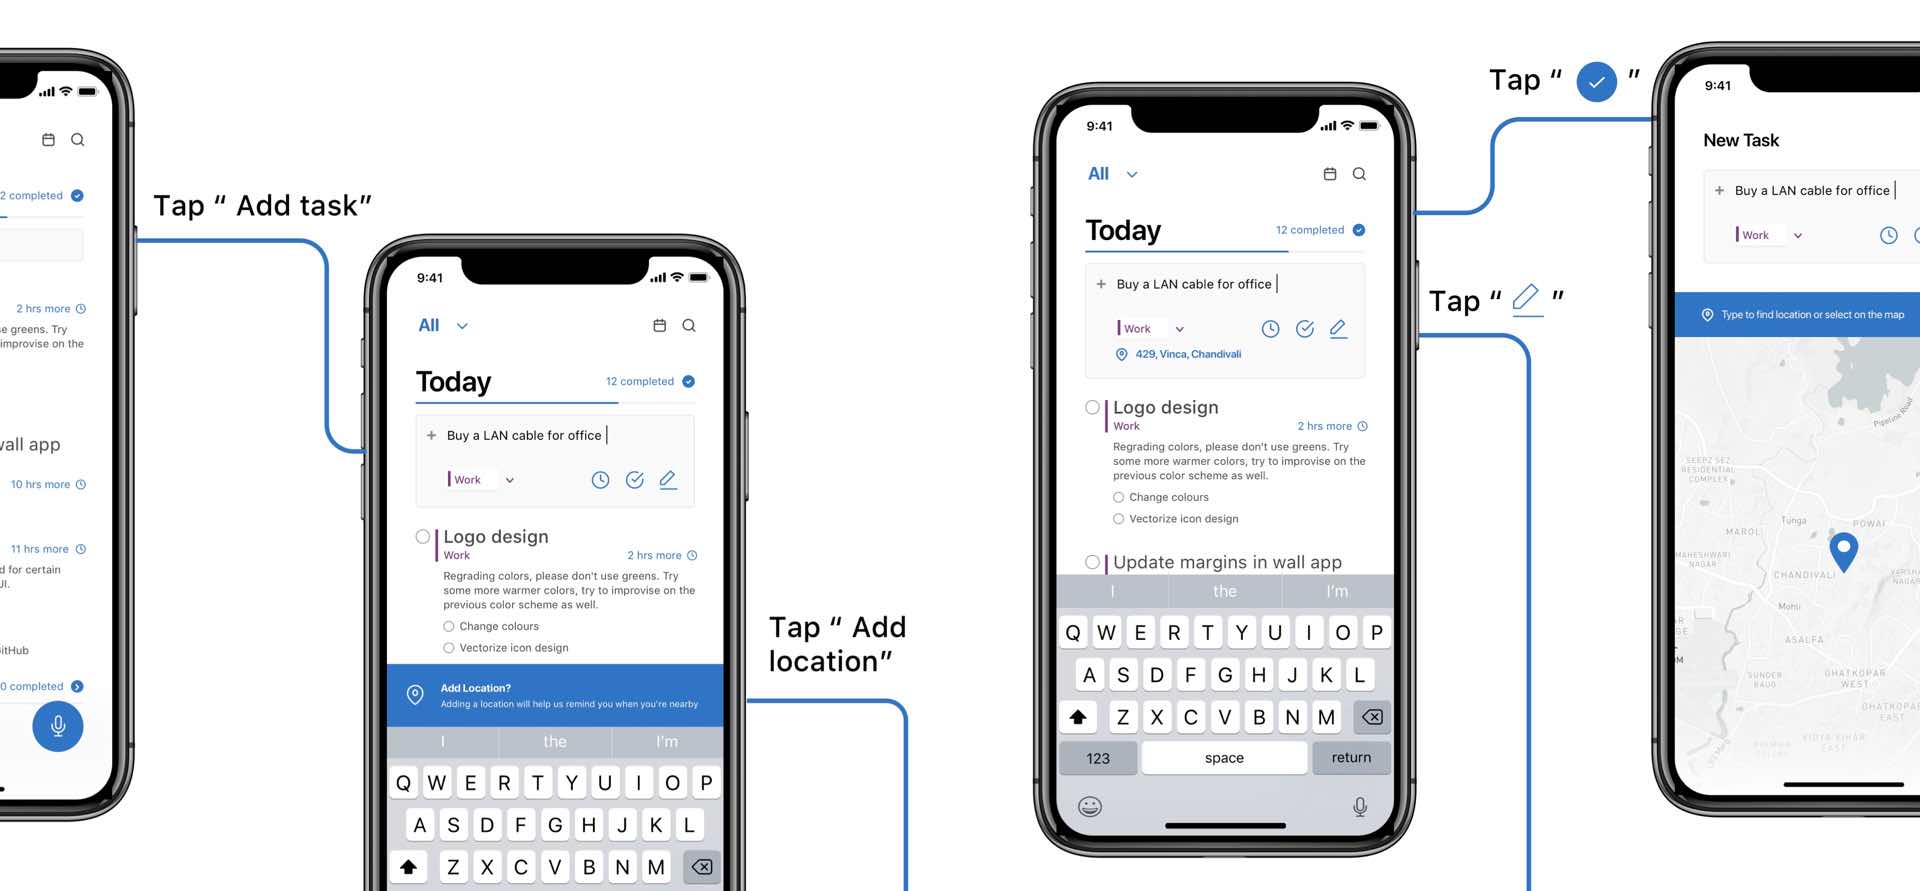 2 completed
2 hrs more
se greens. Try
improvise on the
wall app
10 hrs more
11 hrs more
d for certain
UI.
itHub
0 completed
Tap “ Add task”
9:41
All
Today
12 completed
+ Buy a LAN cable for office
Work
Logo design
Work
2 hrs more
Regrading colors, please don't use greens. Try
some more warmer colors, try to improvise on the
previous color scheme as well.
Change colours
Vectorize icon design
Add Location?
Adding a location will help us remind you when you're nearby
I the I'm
Q W E R T Y U I O P
A S D F G H J K L
Z X C V B N M
Tap “ Add
location”
9:41
All
Today
12 completed
+ Buy a LAN cable for office
Work
429, Vinca, Chandivali
Logo design
Work
2 hrs more
Regrading colors, please don't use greens. Try
some more warmer colors, try to improvise on the
previous color scheme as well.
Change colours
Vectorize icon design
Update margins in wall app
I the I'm
Q W E R T Y U I O P
A S D F G H J K L
Z X C V B N M
123 space return
Tap “ ”
Tap “ ”
9:41
New Task
+ Buy a LAN cable for office
Work
Type to find location or select on the map
Pipeline Road
SEEPZ SEZ
RESIDENTIAL
COMPLEX
Tunga
MAROL
POWAI
MAHESHWARI
NAGAR
CHANDIVALI
VARSHA
NAGAR
Mohli
ASALFA
GHATKOPAR
WEST
SUNDER
BAUG
GHATKOPAR
EAST
VIDYA VIHAR
EAST